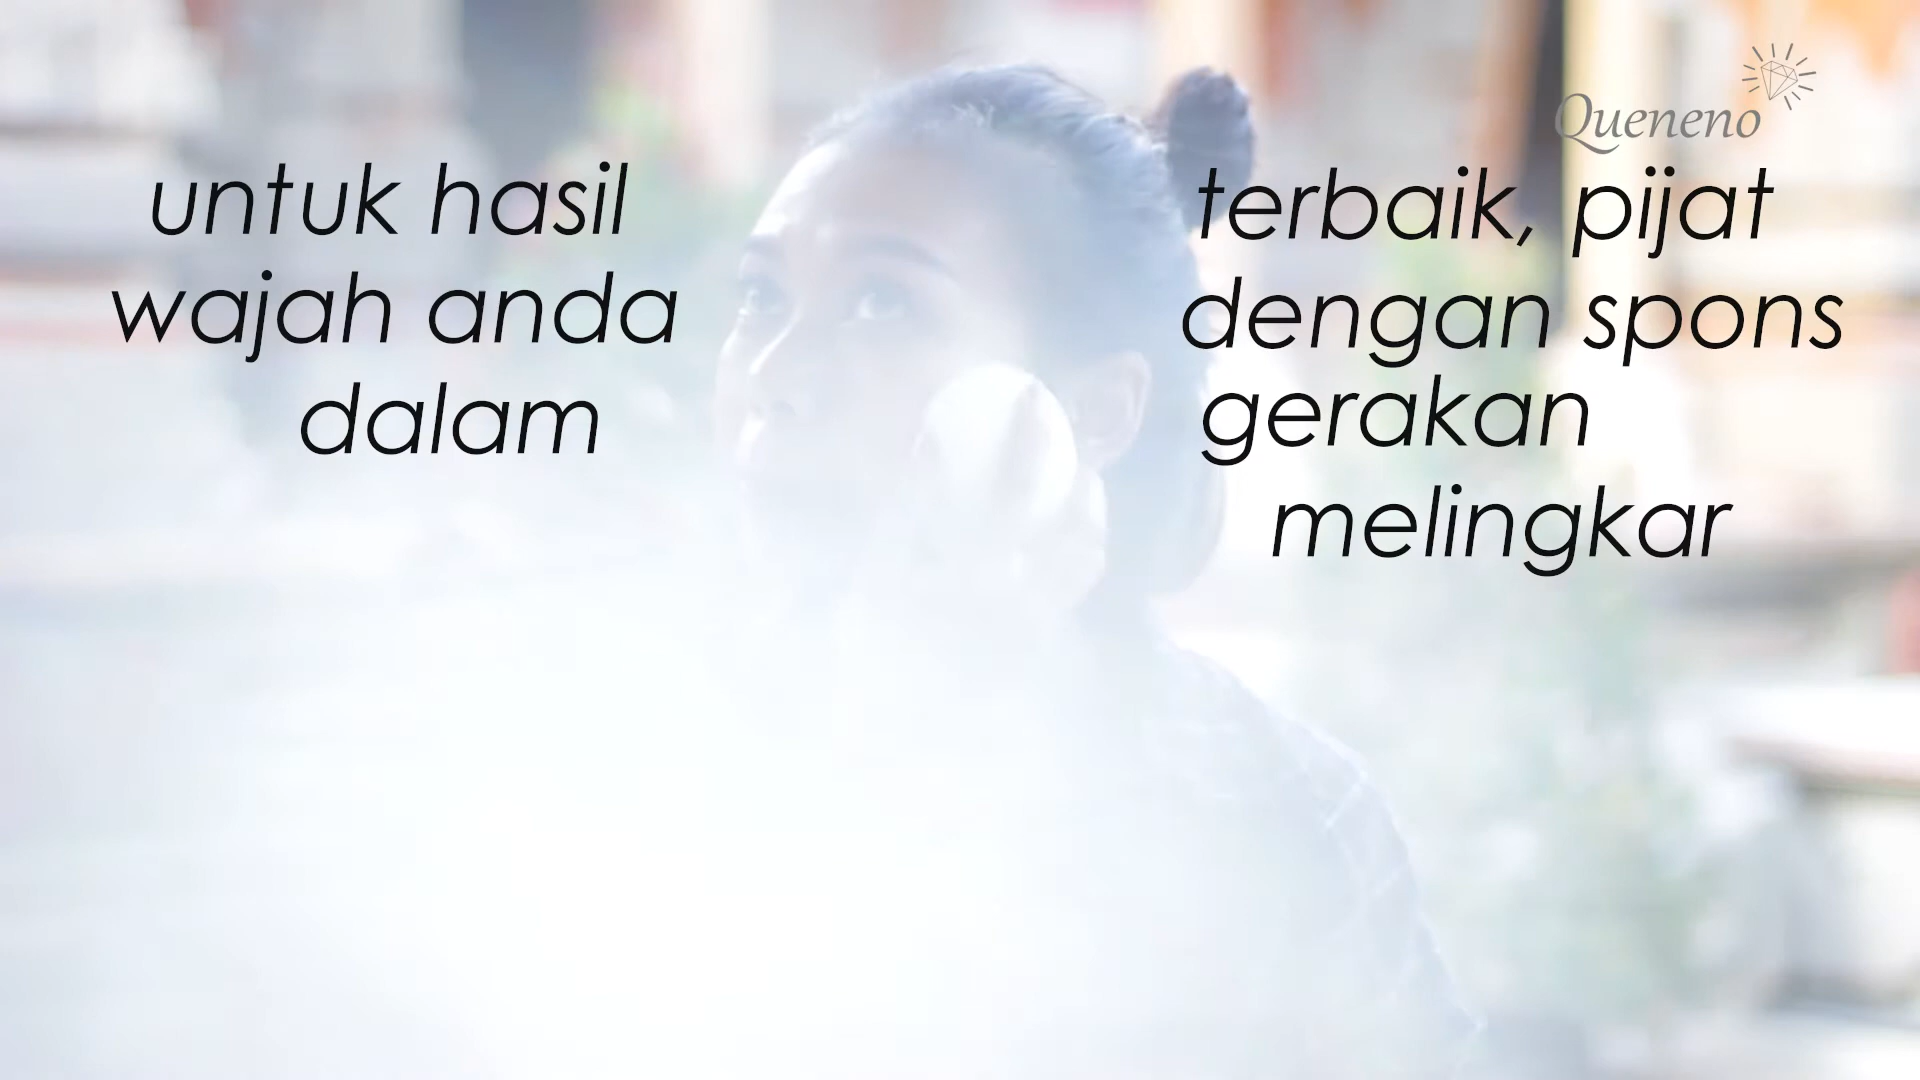 Queneno
untuk hasil terbaik, pijat
wajah anda dengan spons
dalam gerakan
melingkar